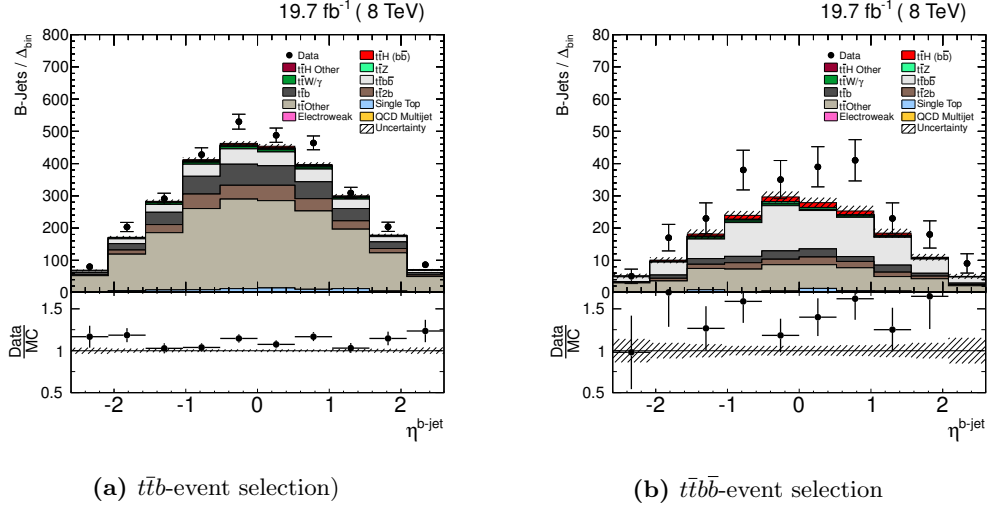 19.7 fb⁻¹ ( 8 TeV)
B-Jets / Δbin
800
700
600
500
400
300
200
100
0
Data
tt̄H (bb̄)
tt̄H Other
tt̄Z
tt̄W/γ
tt̄bb̄
tt̄b
tt̄2b
tt̄Other
Single Top
Electroweak
QCD Multijet
Uncertainty
Data
MC
1.5
1
0.5
-2
-1
0
1
2
η^b-jet
(a) tt̄b-event selection)
19.7 fb⁻¹ ( 8 TeV)
B-Jets / Δbin
80
70
60
50
40
30
20
10
0
Data
tt̄H (bb̄)
tt̄H Other
tt̄Z
tt̄W/γ
tt̄bb̄
tt̄b
tt̄2b
tt̄Other
Single Top
Electroweak
QCD Multijet
Uncertainty
Data
MC
1.5
1
0.5
-2
-1
0
1
2
η^b-jet
(b) tt̄bb̄-event selection